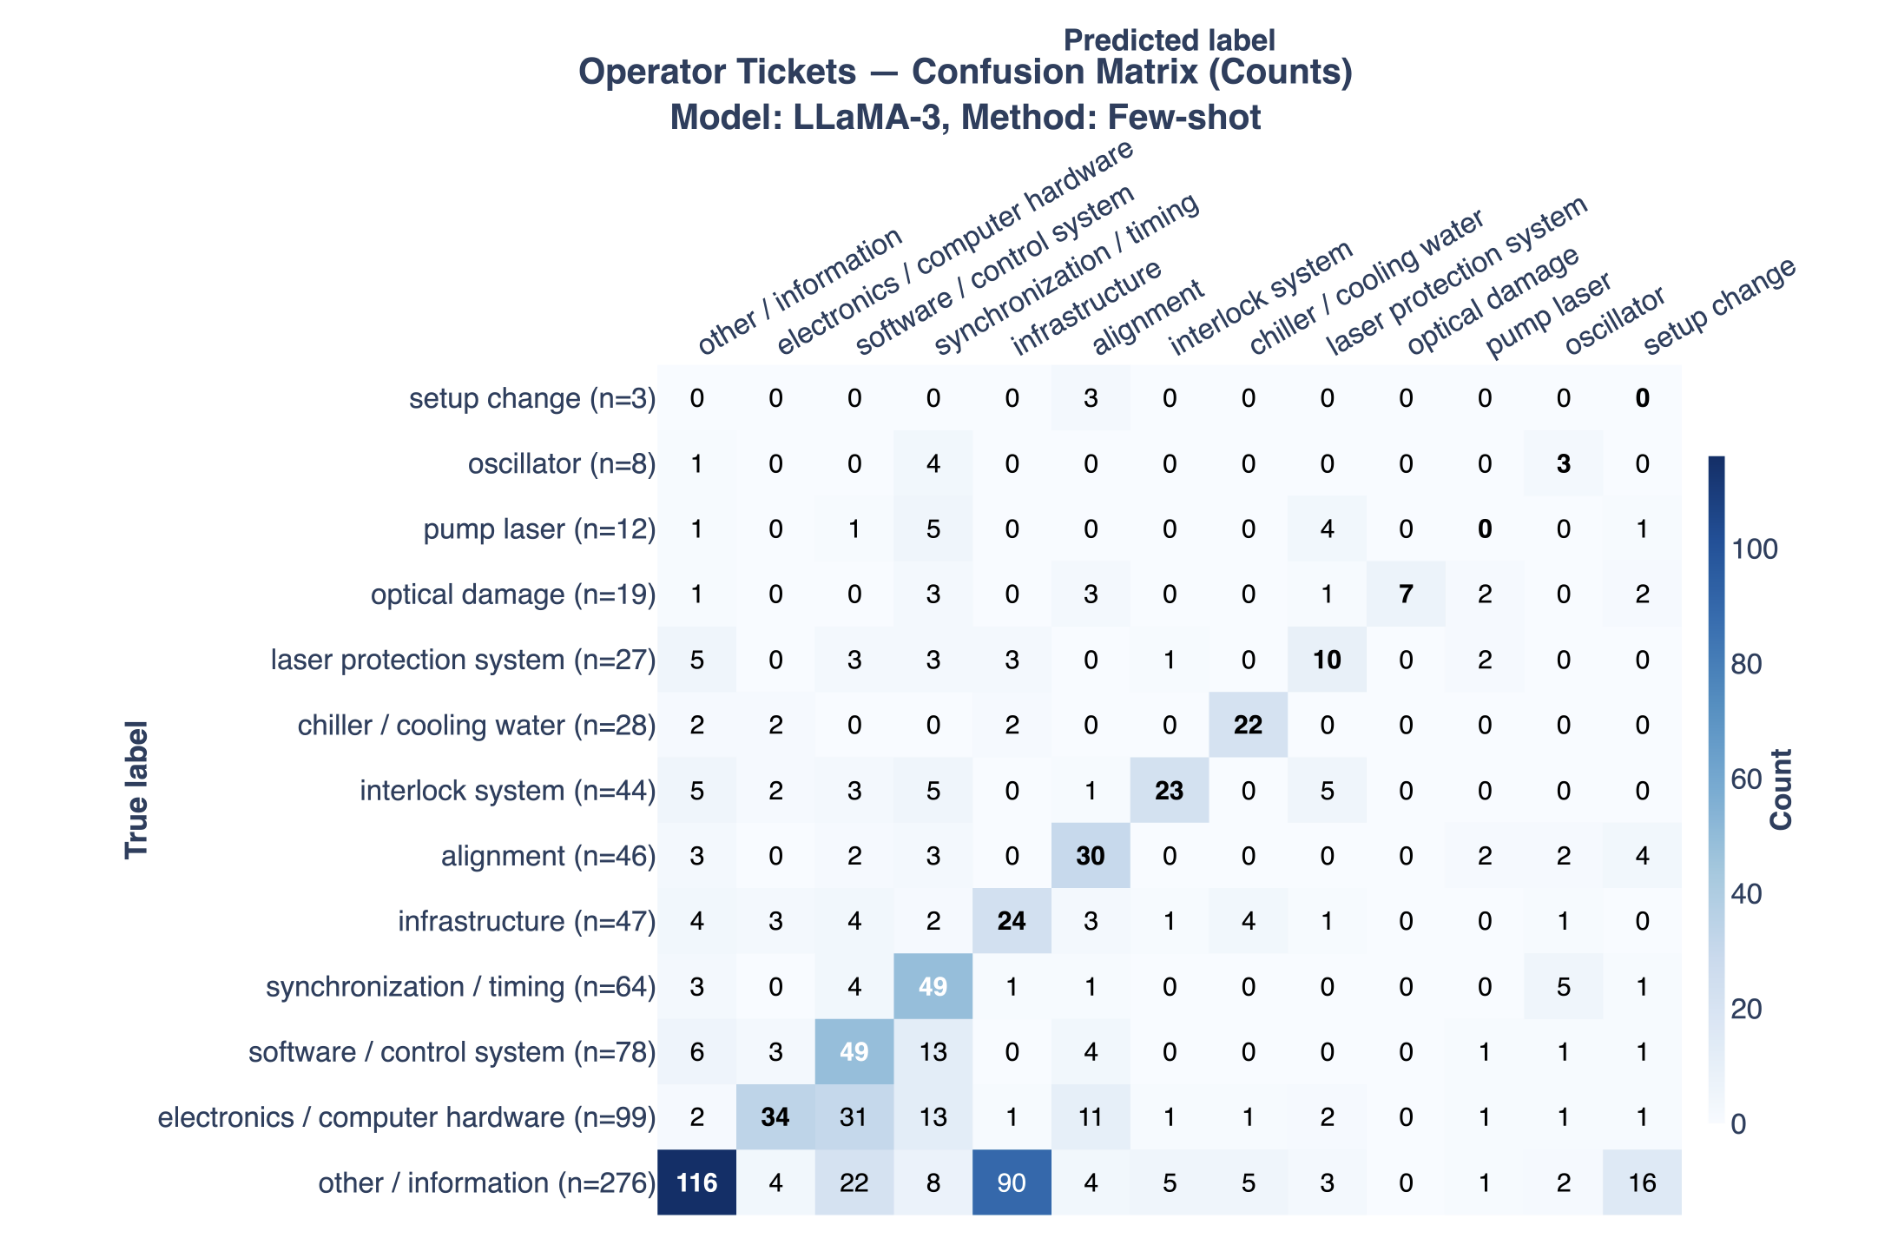 Predicted label
Operator Tickets — Confusion Matrix (Counts)
Model: LLaMA-3, Method: Few-shot
other / information
electronics / computer hardware
software / control system
synchronization / timing
infrastructure
alignment
interlock system
chiller / cooling water
laser protection system
optical damage
pump laser
oscillator
setup change
True label
setup change (n=3) 0 0 0 0 0 3 0 0 0 0 0 0 0
oscillator (n=8) 1 0 0 4 0 0 0 0 0 0 0 3 0
pump laser (n=12) 1 0 1 5 0 0 0 0 4 0 0 0 1
optical damage (n=19) 1 0 0 3 0 3 0 0 1 7 2 0 2
laser protection system (n=27) 5 0 3 3 3 0 1 0 10 0 2 0 0
chiller / cooling water (n=28) 2 2 0 0 2 0 0 22 0 0 0 0 0
interlock system (n=44) 5 2 3 5 0 1 23 0 5 0 0 0 0
alignment (n=46) 3 0 2 3 0 30 0 0 0 0 2 2 4
infrastructure (n=47) 4 3 4 2 24 3 1 4 1 0 0 1 0
synchronization / timing (n=64) 3 0 4 49 1 1 0 0 0 0 0 5 1
software / control system (n=78) 6 3 49 13 0 4 0 0 0 0 1 1 1
electronics / computer hardware (n=99) 2 34 31 13 1 11 1 1 2 0 1 1 1
other / information (n=276) 116 4 22 8 90 4 5 5 3 0 1 2 16
100
80
60
40
20
0
Count